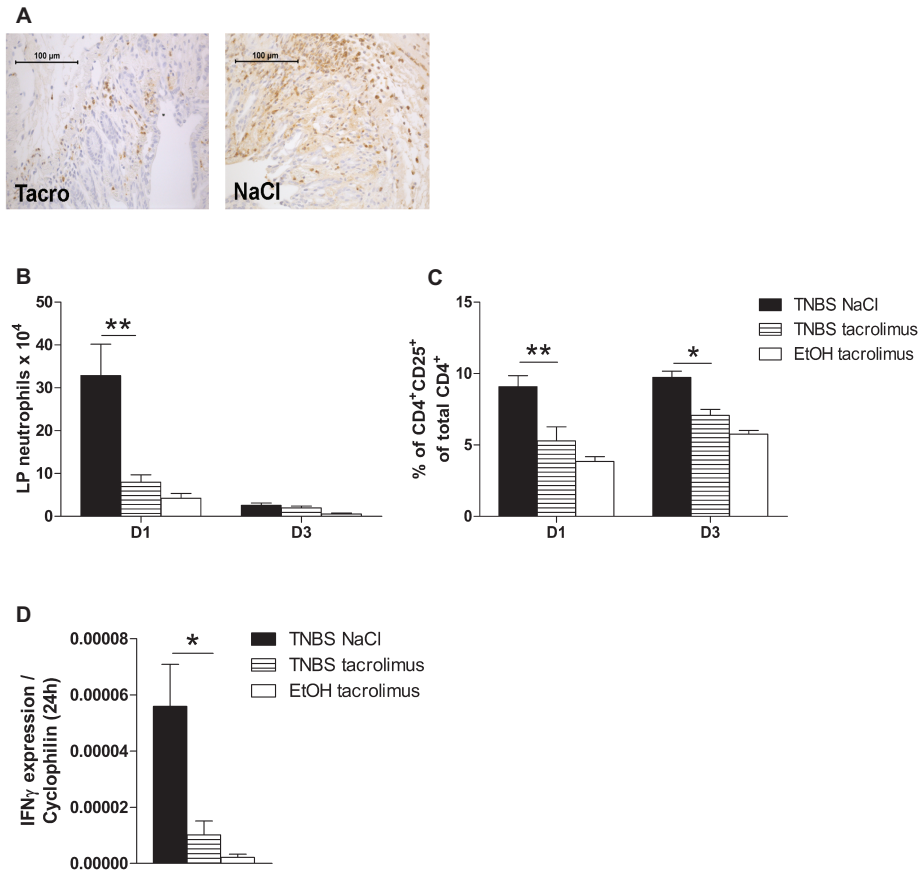 A
100 µm
Tacro
100 µm
NaCl
B
LP neutrophils x 10⁴
50
40
30
20
10
0
**
D1
D3
C
% of CD4⁺CD25⁺
of total CD4⁺
15
10
5
0
**
*
D1
D3
TNBS NaCl
TNBS tacrolimus
EtOH tacrolimus
D
IFNγ expression /
Cyclophilin (24h)
0.00008
0.00006
0.00004
0.00002
0.00000
*
TNBS NaCl
TNBS tacrolimus
EtOH tacrolimus